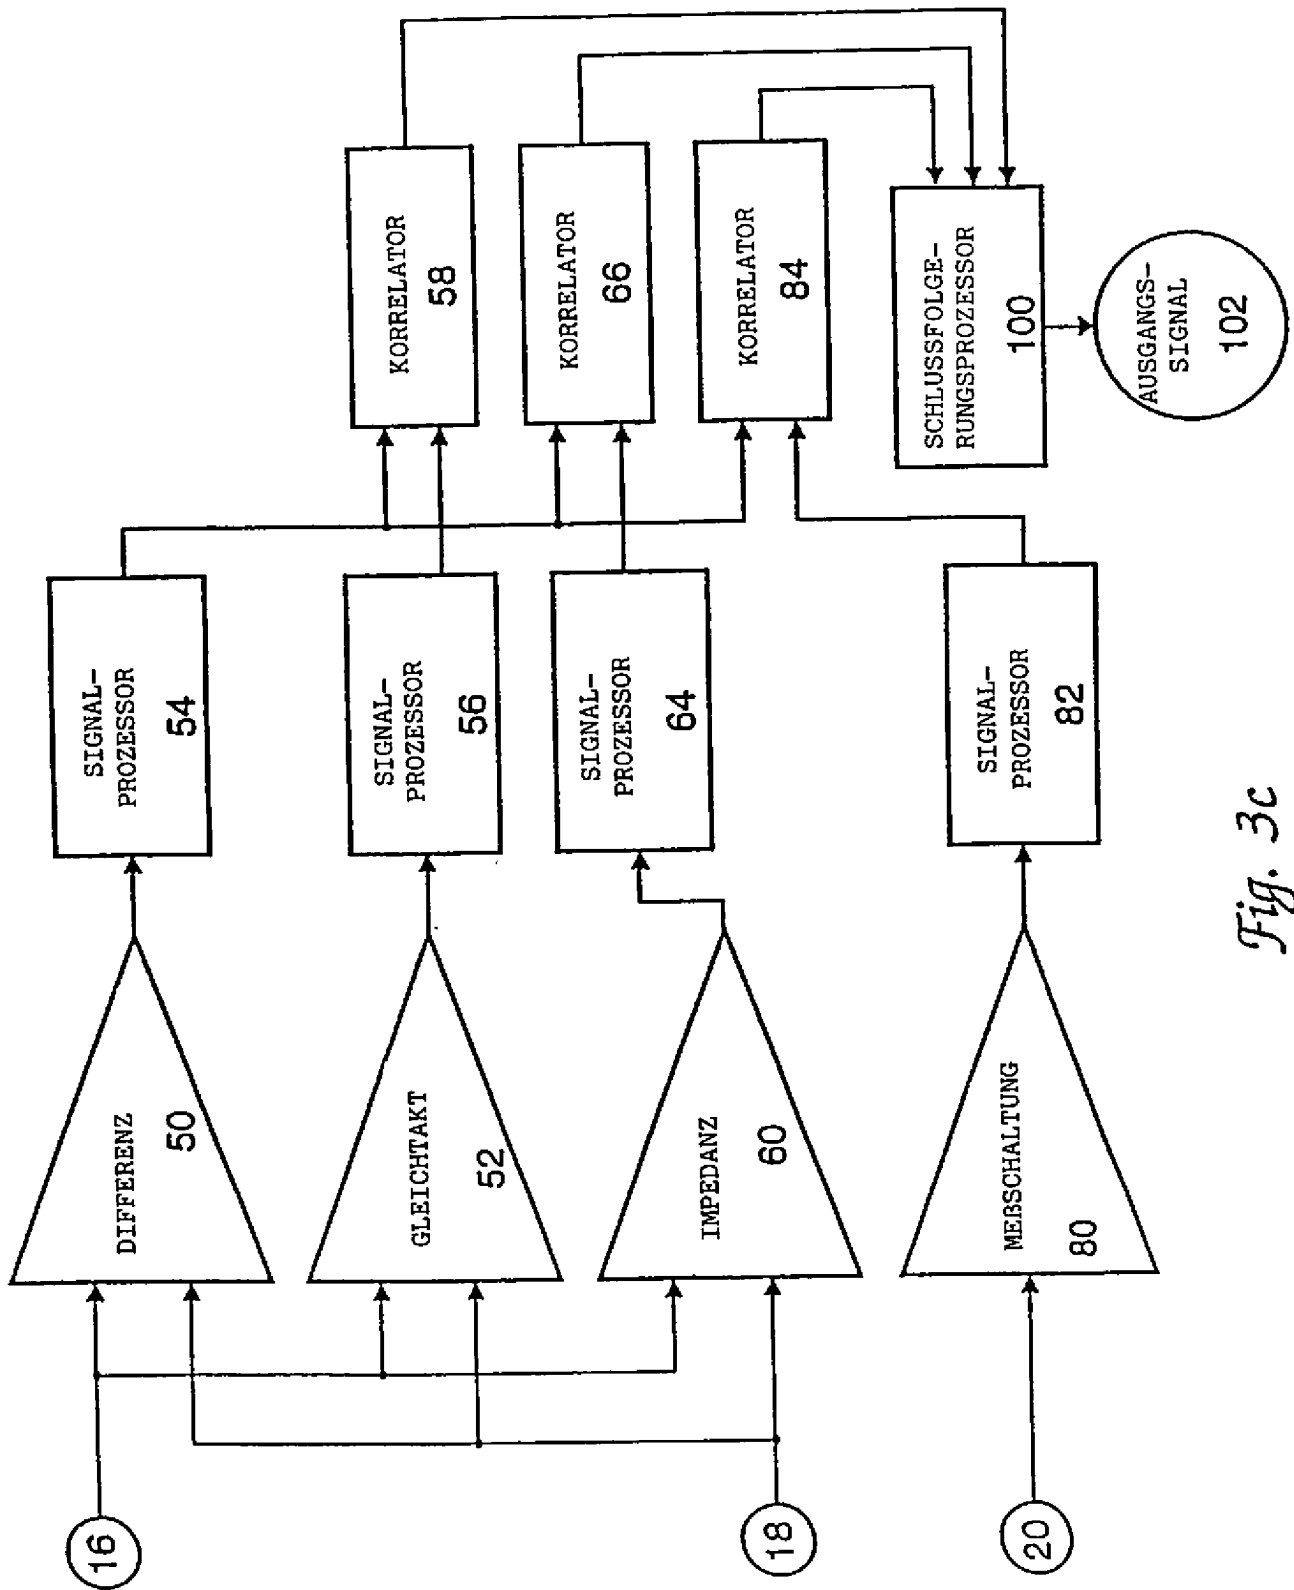 16
18
20
DIFFERENZ
50
GLEICHTAKT
52
IMPEDANZ
60
MEßSCHALTUNG
80
SIGNAL-
PROZESSOR
54
SIGNAL-
PROZESSOR
56
SIGNAL-
PROZESSOR
64
SIGNAL-
PROZESSOR
82
KORRELATOR
58
KORRELATOR
66
KORRELATOR
84
SCHLUSSFOLGE-
RUNGSPROZESSOR
100
AUSGANGS-
SIGNAL
102
Fig. 3c